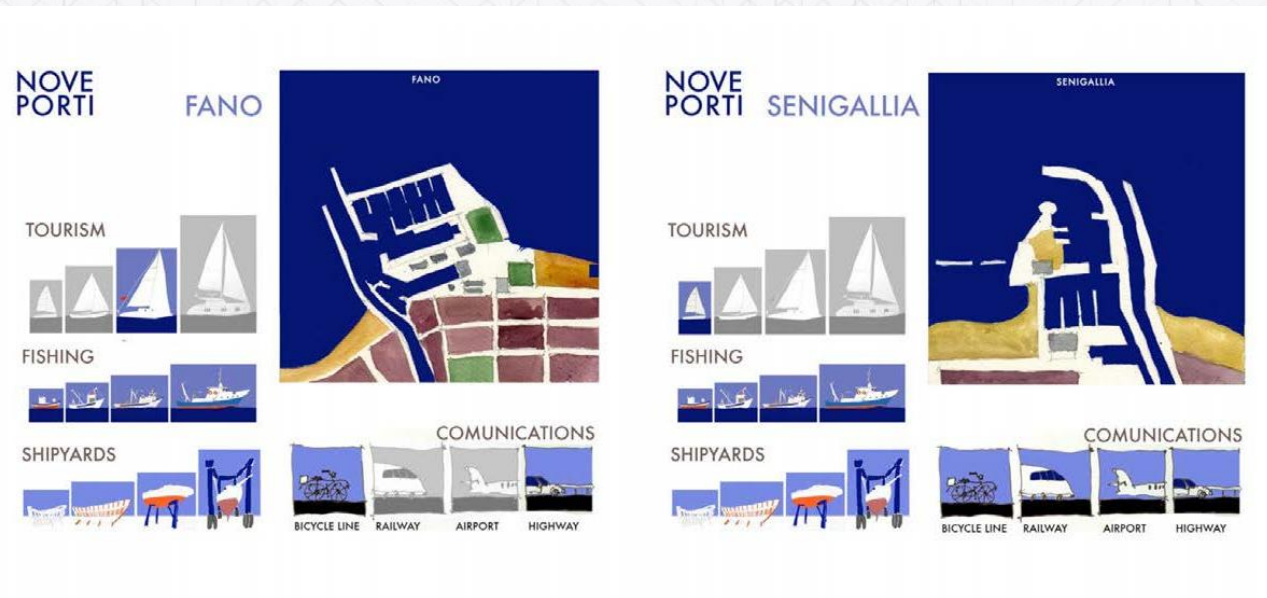 NOVE
PORTI
FANO
FANO
TOURISM
FISHING
SHIPYARDS
COMUNICATIONS
BICYCLE LINE
RAILWAY
AIRPORT
HIGHWAY
NOVE
PORTI
SENIGALLIA
SENIGALLIA
TOURISM
FISHING
SHIPYARDS
COMUNICATIONS
BICYCLE LINE
RAILWAY
AIRPORT
HIGHWAY